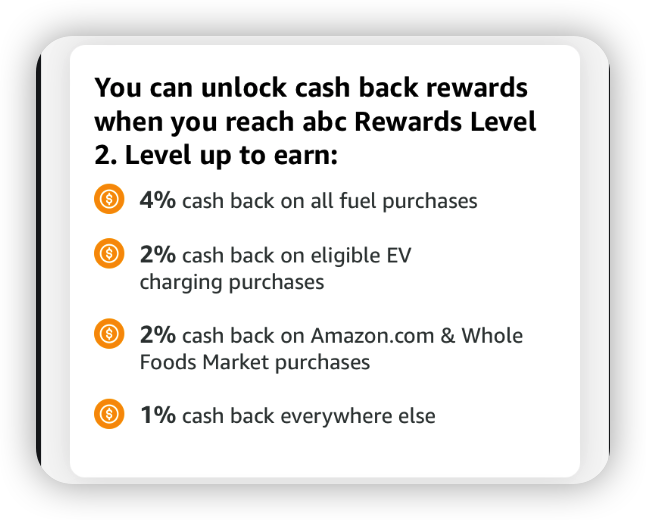 You can unlock cash back rewards
when you reach abc Rewards Level
2. Level up to earn:
4% cash back on all fuel purchases
2% cash back on eligible EV
charging purchases
2% cash back on Amazon.com & Whole
Foods Market purchases
1% cash back everywhere else